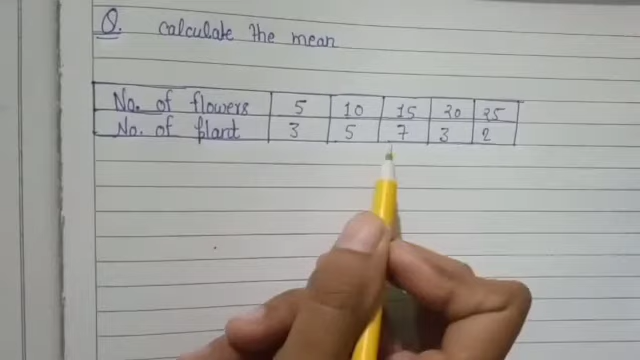 Q. calculate the mean
No. of flowers 5 10 15 20 25
No. of plant 3 5 7 3 2